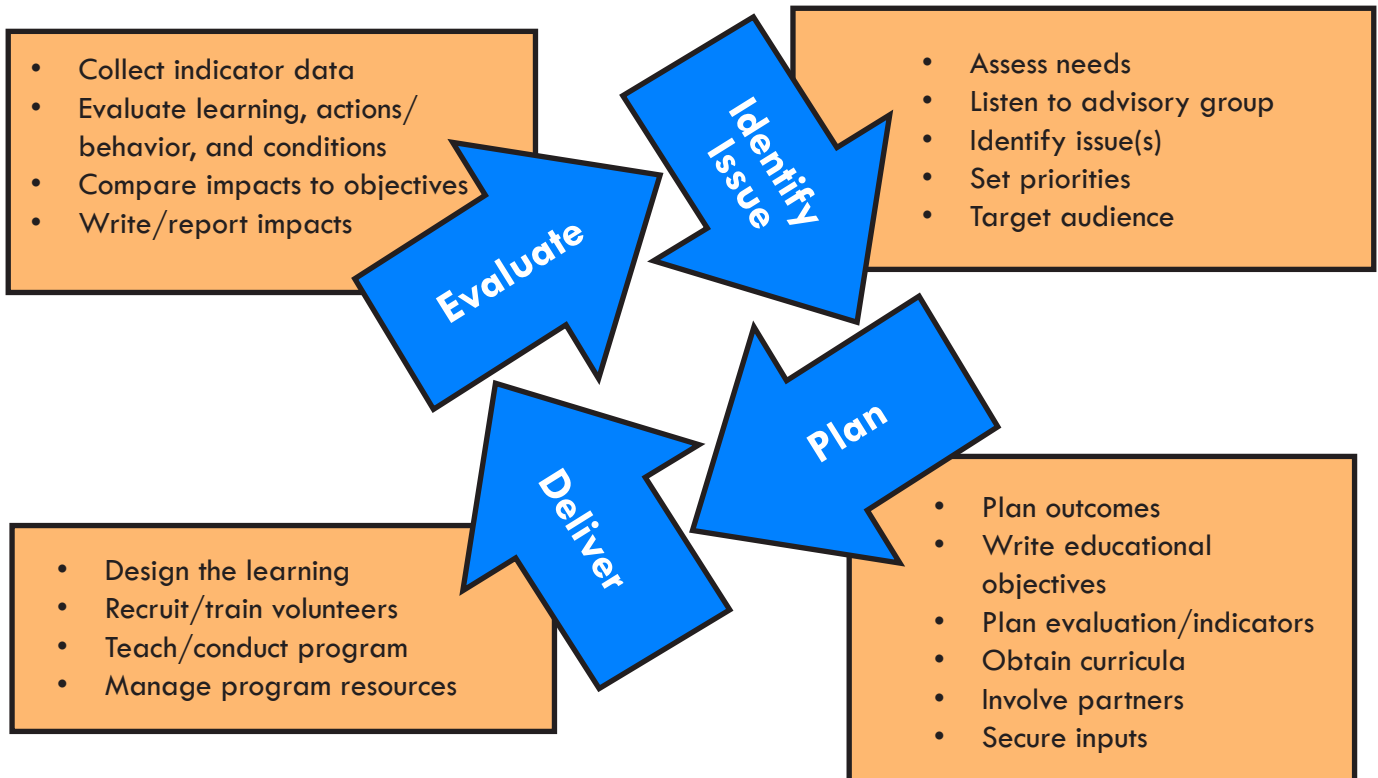 • Collect indicator data
• Evaluate learning, actions/
behavior, and conditions
• Compare impacts to objectives
• Write/report impacts
Evaluate
Identify
Issue
• Assess needs
• Listen to advisory group
• Identify issue(s)
• Set priorities
• Target audience
Plan
• Plan outcomes
• Write educational
objectives
• Plan evaluation/indicators
• Obtain curricula
• Involve partners
• Secure inputs
Deliver
• Design the learning
• Recruit/train volunteers
• Teach/conduct program
• Manage program resources